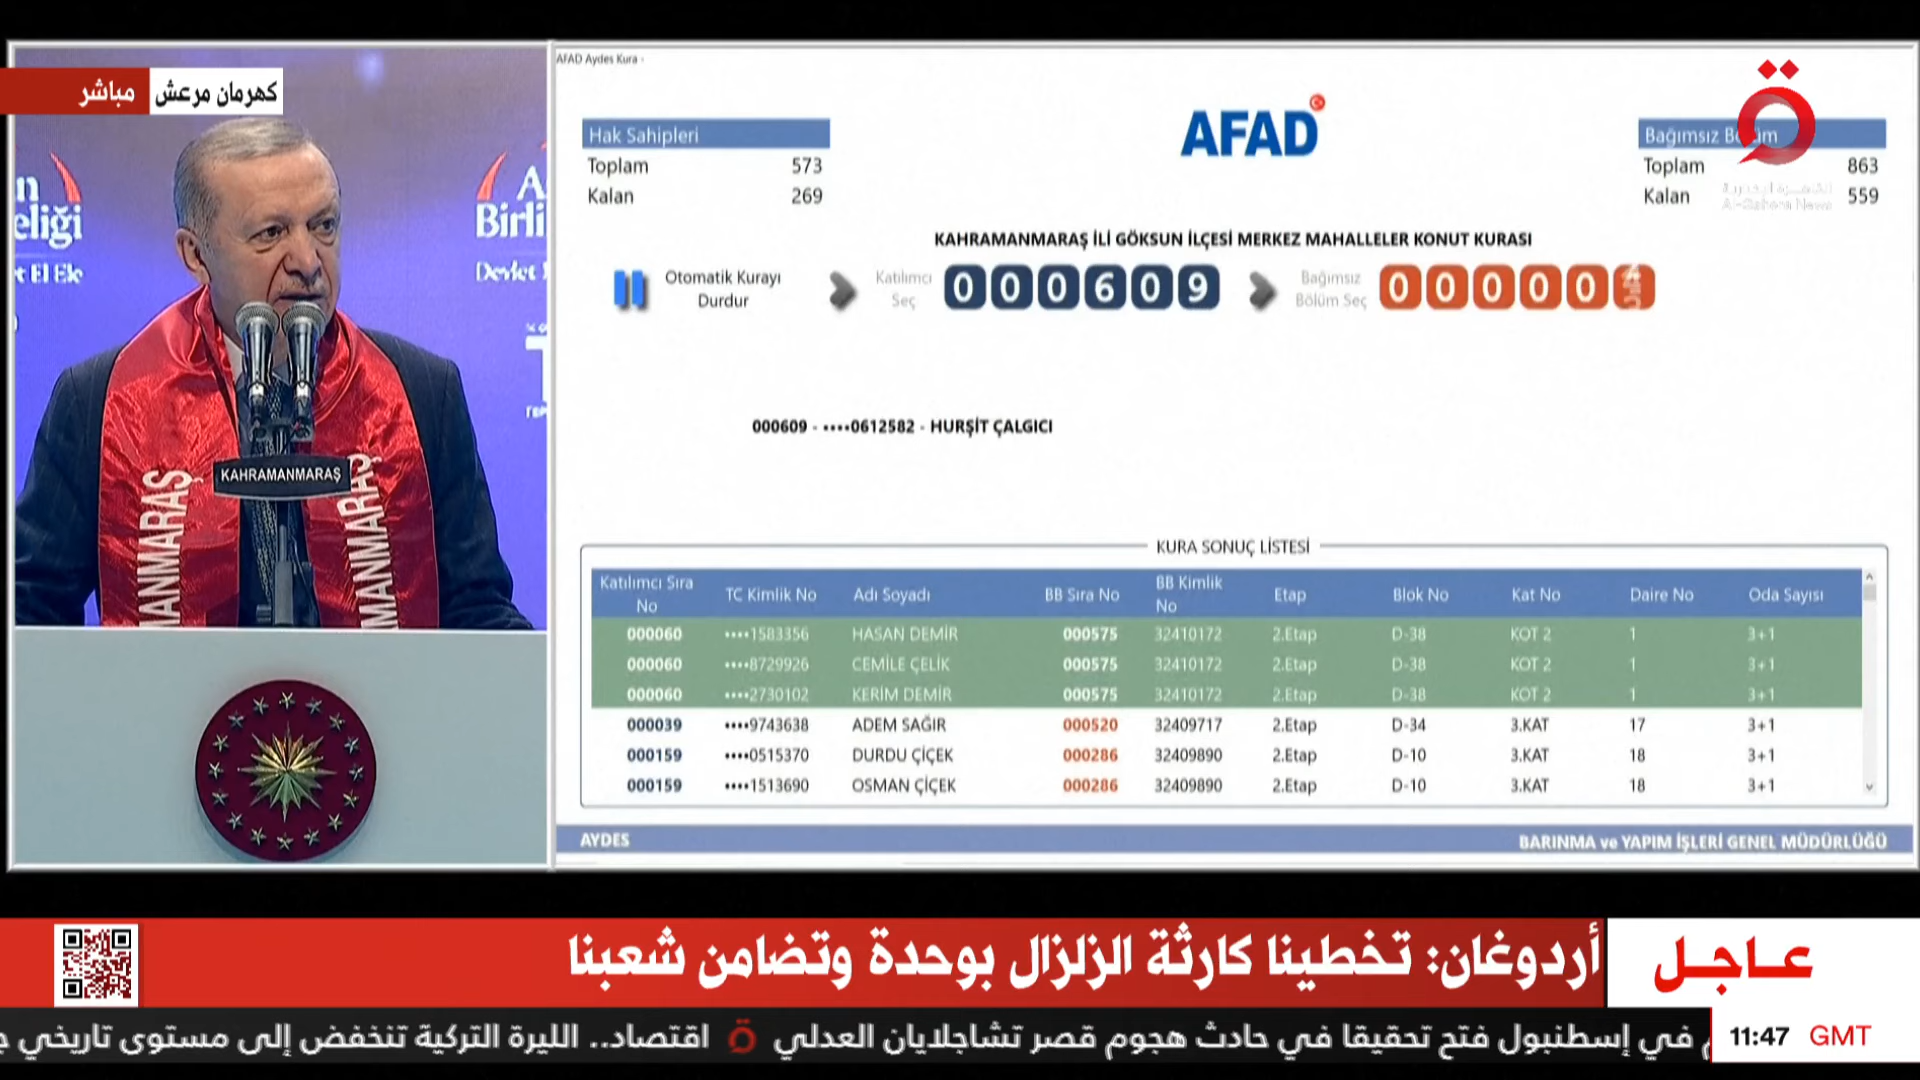 مباشر
كهرمان مرعش
AFAD Aydes Kura -
Hak Sahipleri
Toplam 573
Kalan 269
AFAD
Toplam 863
Kalan 559
Al-Qahera News
KAHRAMANMARAŞ İLİ GÖKSUN İLÇESİ MERKEZ MAHALLELER KONUT KURASI
Otomatik Kurayı
Durdur
Katılımcı
Seç
000609
Bağımsız
Bölüm Seç
00000
000609 - ••••0612582 - HURŞİT ÇALGICI
KURA SONUÇ LİSTESİ
Katılımcı Sıra No TC Kimlik No Adı Soyadı BB Sıra No BB Kimlik No Etap Blok No Kat No Daire No Oda Sayısı
000060 ••••1583356 HASAN DEMİR 000575 32410172 2.Etap D-38 KOT 2 1 3+1
000060 ••••8729926 CEMİLE ÇELİK 000575 32410172 2.Etap D-38 KOT 2 1 3+1
000060 ••••2730102 KERİM DEMİR 000575 32410172 2.Etap D-38 KOT 2 1 3+1
000039 ••••9743638 ADEM SAĞIR 000520 32409717 2.Etap D-34 3.KAT 17 3+1
000159 ••••0515370 DURDU ÇİÇEK 000286 32409890 2.Etap D-10 3.KAT 18 3+1
000159 ••••1513690 OSMAN ÇİÇEK 000286 32409890 2.Etap D-10 3.KAT 18 3+1
AYDES
BARINMA ve YAPIM İŞLERİ GENEL MÜDÜRLÜĞÜ
KAHRAMANMARAŞ
عاجل
أردوغان: تخطينا كارثة الزلزال بوحدة وتضامن شعبنا
في إسطنبول فتح تحقيقا في حادث هجوم قصر تشاجلايان العدلي
اقتصاد.. الليرة التركية تنخفض إلى مستوى تاريخي
11:47 GMT